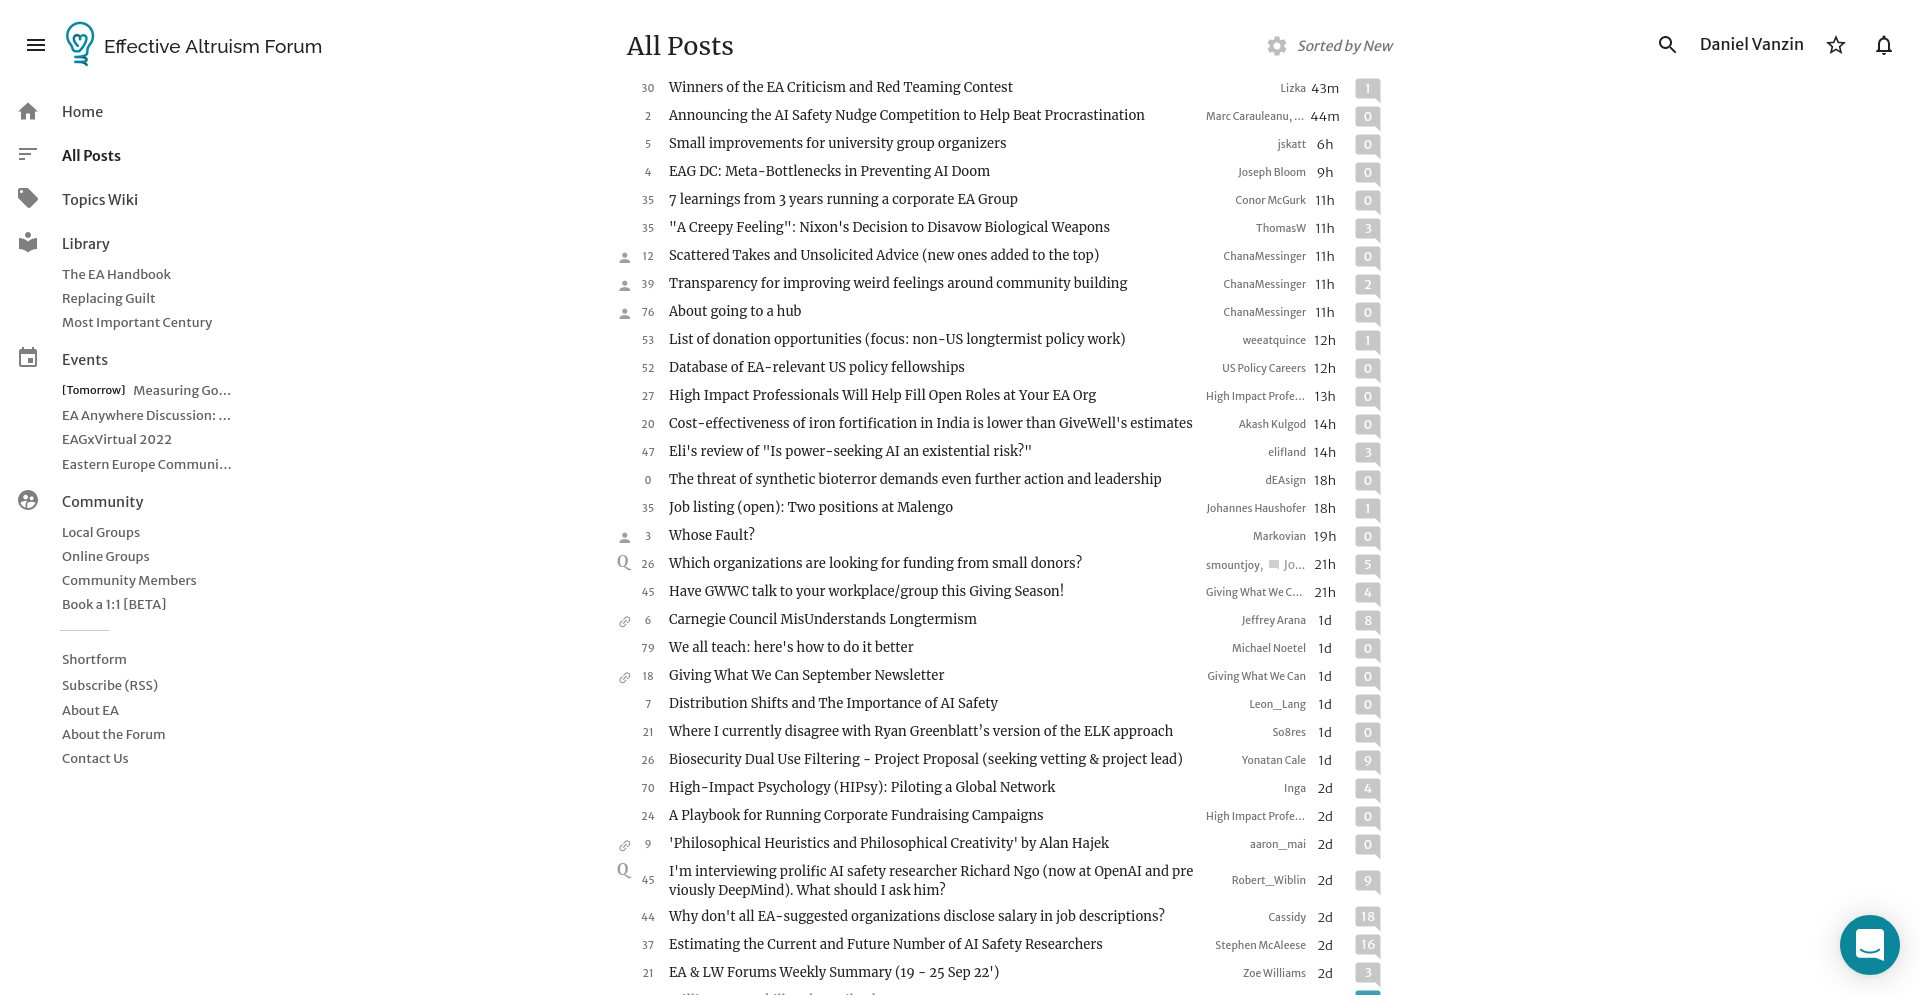 Effective Altruism Forum
All Posts
Sorted by New
Daniel Vanzin
Home
All Posts
Topics Wiki
Library
The EA Handbook
Replacing Guilt
Most Important Century
Events
[Tomorrow] Measuring Go...
EA Anywhere Discussion: ...
EAGxVirtual 2022
Eastern Europe Communi...
Community
Local Groups
Online Groups
Community Members
Book a 1:1 [BETA]
Shortform
Subscribe (RSS)
About EA
About the Forum
Contact Us
30 Winners of the EA Criticism and Red Teaming Contest Lizka 43m 1
2 Announcing the AI Safety Nudge Competition to Help Beat Procrastination Marc Carauleanu, ... 44m 0
5 Small improvements for university group organizers jskatt 6h 0
4 EAG DC: Meta-Bottlenecks in Preventing AI Doom Joseph Bloom 9h 0
35 7 learnings from 3 years running a corporate EA Group Conor McGurk 11h 0
35 "A Creepy Feeling": Nixon's Decision to Disavow Biological Weapons ThomasW 11h 3
12 Scattered Takes and Unsolicited Advice (new ones added to the top) ChanaMessinger 11h 0
39 Transparency for improving weird feelings around community building ChanaMessinger 11h 2
76 About going to a hub ChanaMessinger 11h 0
53 List of donation opportunities (focus: non-US longtermist policy work) weeatquince 12h 1
52 Database of EA-relevant US policy fellowships US Policy Careers 12h 0
27 High Impact Professionals Will Help Fill Open Roles at Your EA Org High Impact Profe... 13h 0
20 Cost-effectiveness of iron fortification in India is lower than GiveWell's estimates Akash Kulgod 14h 0
47 Eli's review of "Is power-seeking AI an existential risk?" elifland 14h 3
0 The threat of synthetic bioterror demands even further action and leadership dEAsign 18h 0
35 Job listing (open): Two positions at Malengo Johannes Haushofer 18h 1
3 Whose Fault? Markovian 19h 0
Q 26 Which organizations are looking for funding from small donors? smountjoy, Jo... 21h 5
45 Have GWWC talk to your workplace/group this Giving Season! Giving What We C... 21h 4
6 Carnegie Council MisUnderstands Longtermism Jeffrey Arana 1d 8
79 We all teach: here's how to do it better Michael Noetel 1d 0
18 Giving What We Can September Newsletter Giving What We Can 1d 0
7 Distribution Shifts and The Importance of AI Safety Leon_Lang 1d 0
21 Where I currently disagree with Ryan Greenblatt’s version of the ELK approach So8res 1d 0
26 Biosecurity Dual Use Filtering - Project Proposal (seeking vetting & project lead) Yonatan Cale 1d 9
70 High-Impact Psychology (HIPsy): Piloting a Global Network Inga 2d 4
24 A Playbook for Running Corporate Fundraising Campaigns High Impact Profe... 2d 0
9 'Philosophical Heuristics and Philosophical Creativity' by Alan Hajek aaron_mai 2d 0
Q 45 I'm interviewing prolific AI safety researcher Richard Ngo (now at OpenAI and pre
viously DeepMind). What should I ask him? Robert_Wiblin 2d 9
44 Why don't all EA-suggested organizations disclose salary in job descriptions? Cassidy 2d 18
37 Estimating the Current and Future Number of AI Safety Researchers Stephen McAleese 2d 16
21 EA & LW Forums Weekly Summary (19 - 25 Sep 22') Zoe Williams 2d 3